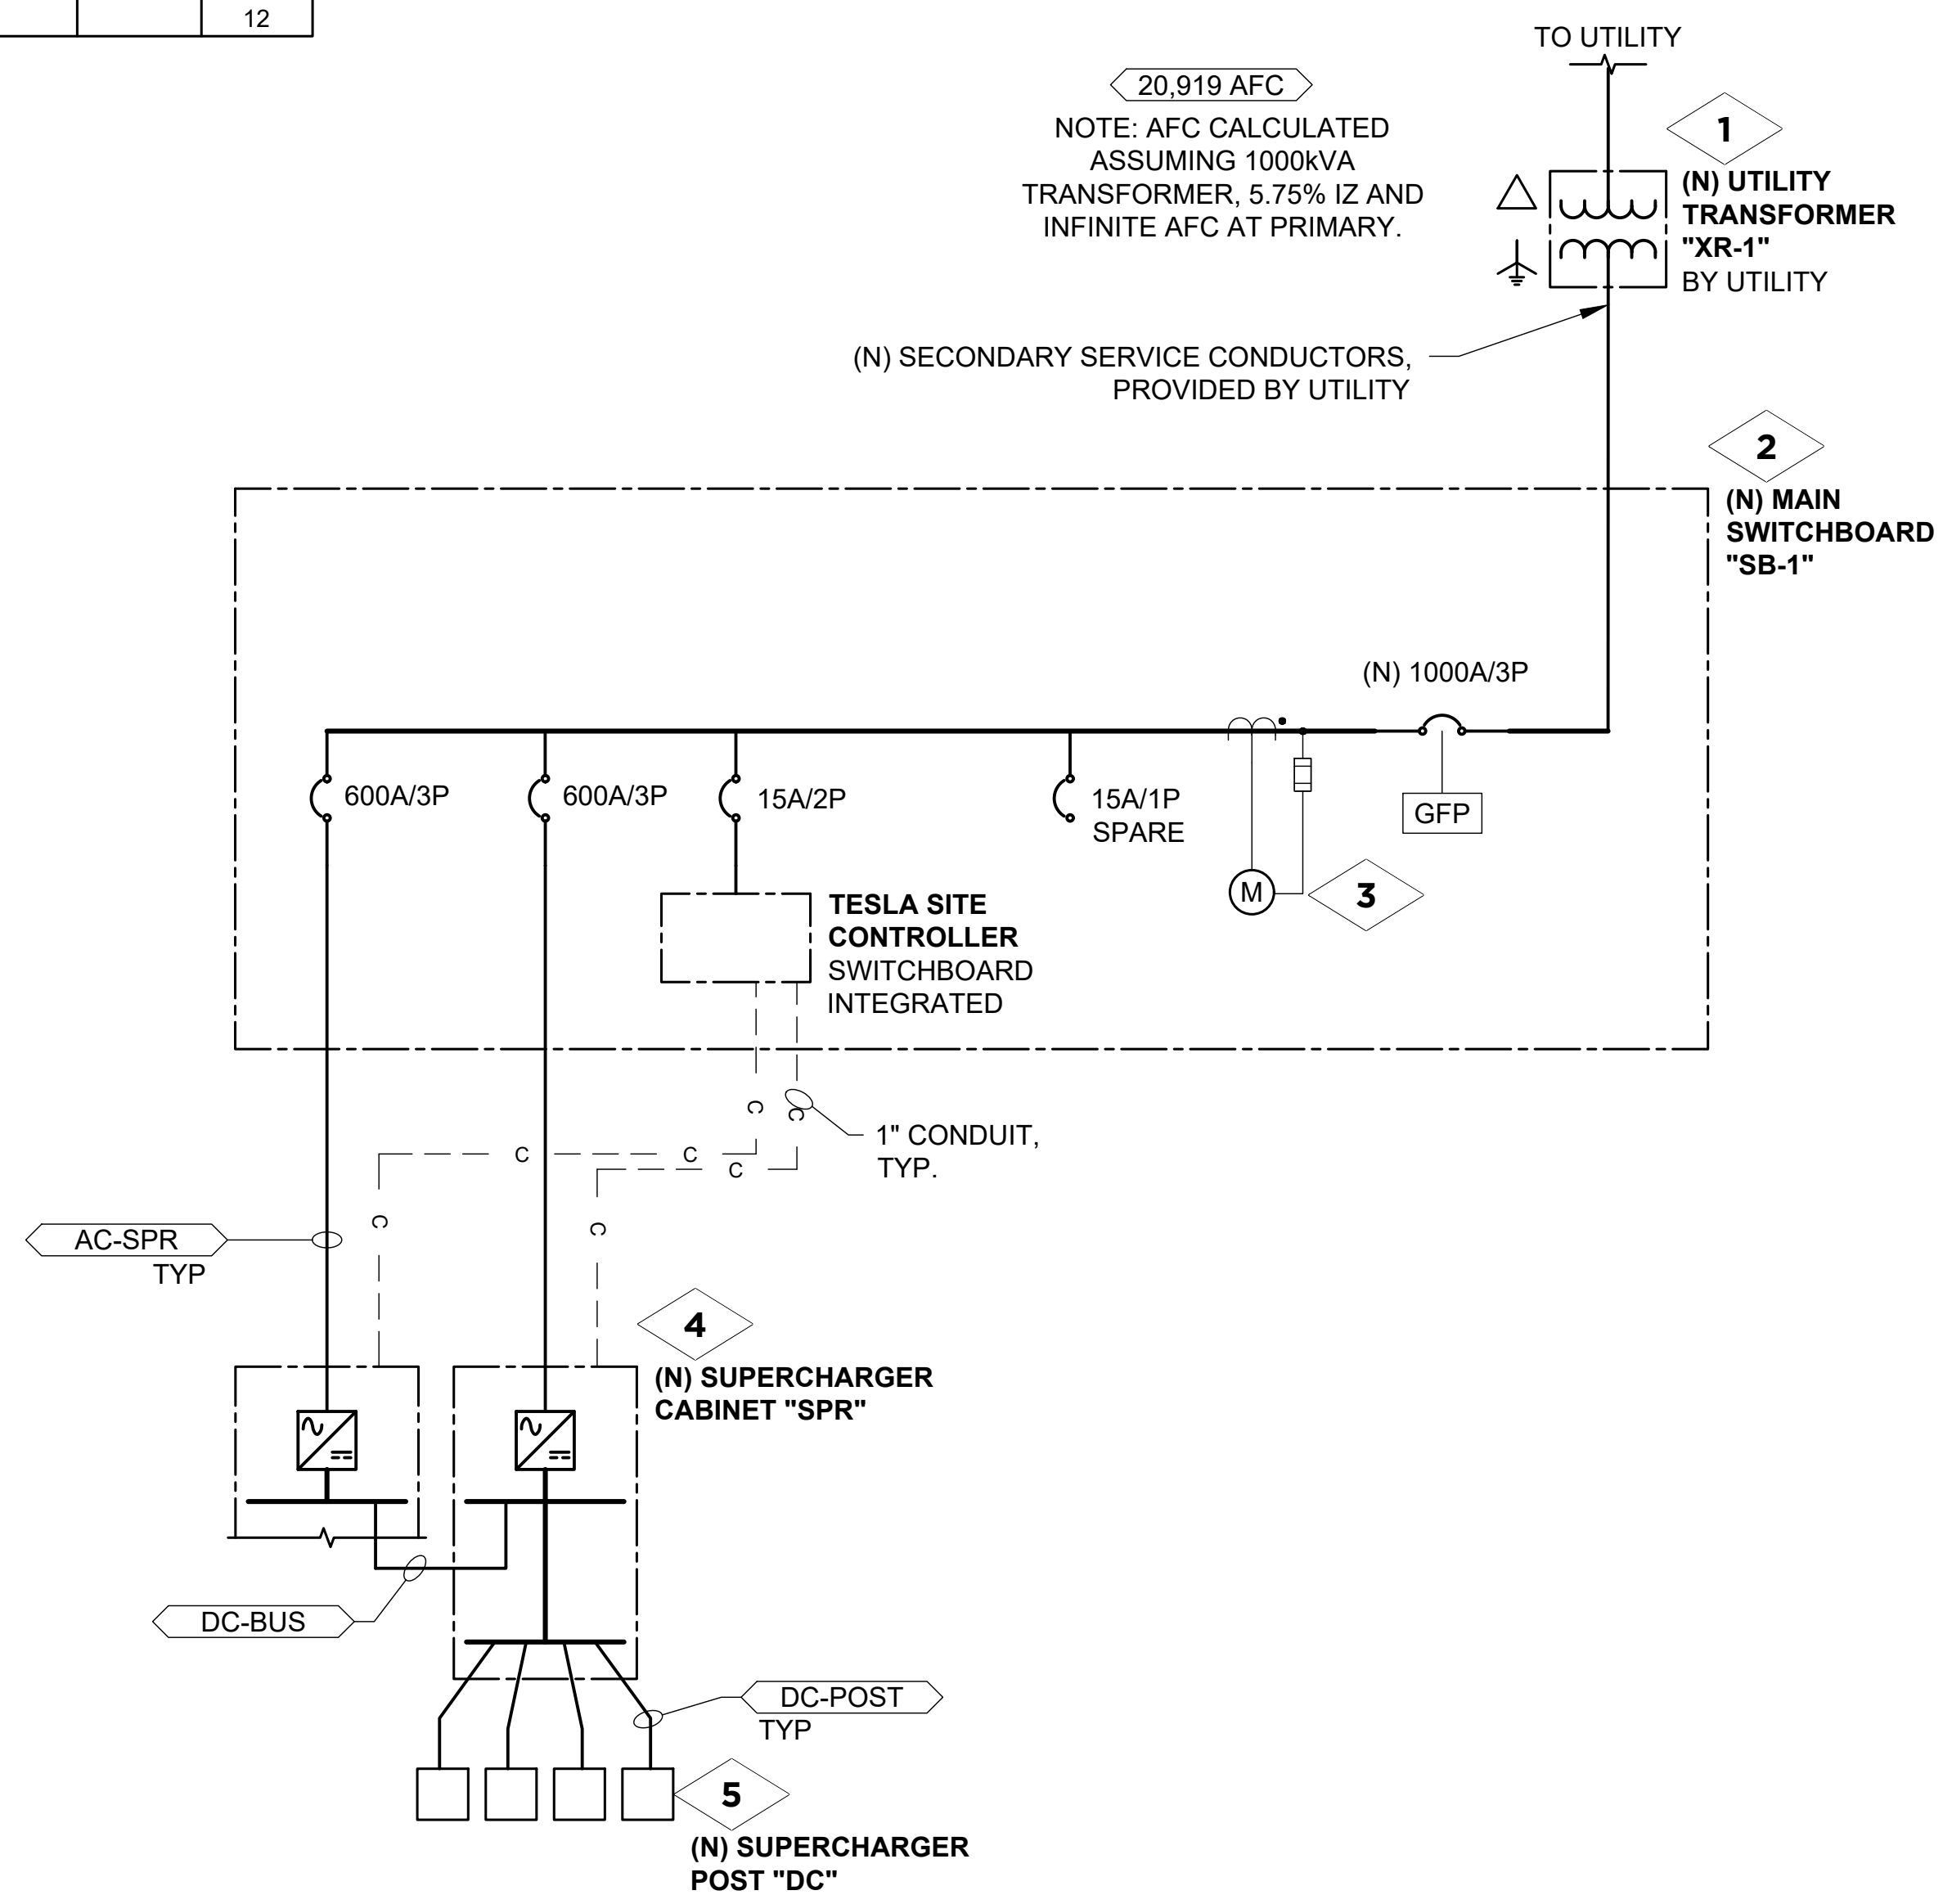 12
TO UTILITY
20,919 AFC
NOTE: AFC CALCULATED
ASSUMING 1000kVA
TRANSFORMER, 5.75% IZ AND
INFINITE AFC AT PRIMARY.
1
(N) UTILITY
TRANSFORMER
"XR-1"
BY UTILITY
(N) SECONDARY SERVICE CONDUCTORS,
PROVIDED BY UTILITY
2
(N) MAIN
SWITCHBOARD
"SB-1"
(N) 1000A/3P
600A/3P
600A/3P
15A/2P
15A/1P
SPARE
GFP
M
3
TESLA SITE
CONTROLLER
SWITCHBOARD
INTEGRATED
C
C
1" CONDUIT,
TYP.
C
C
C
C
C
AC-SPR
TYP
4
(N) SUPERCHARGER
CABINET "SPR"
DC-BUS
DC-POST
TYP
5
(N) SUPERCHARGER
POST "DC"